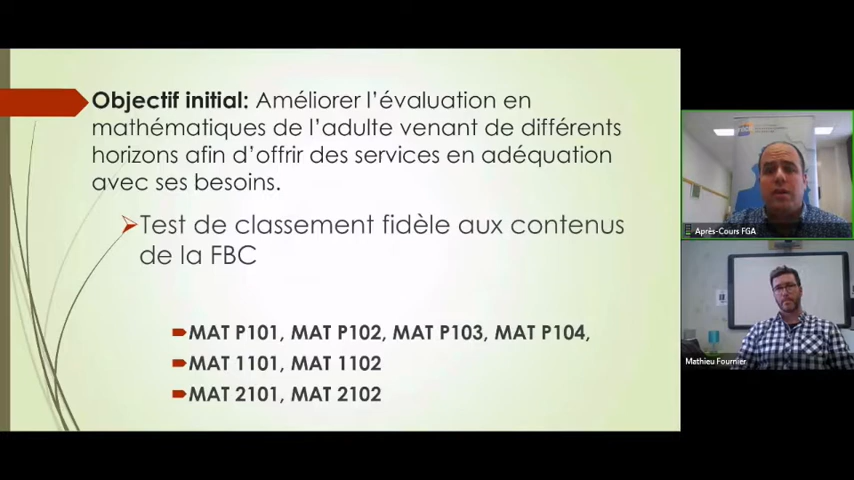 Objectif initial: Améliorer l'évaluation en
mathématiques de l'adulte venant de différents
horizons afin d'offrir des services en adéquation
avec ses besoins.
Test de classement fidèle aux contenus
de la FBC
MAT P101, MAT P102, MAT P103, MAT P104,
MAT 1101, MAT 1102
MAT 2101, MAT 2102
Après-Cours FGA
Mathieu Fournier